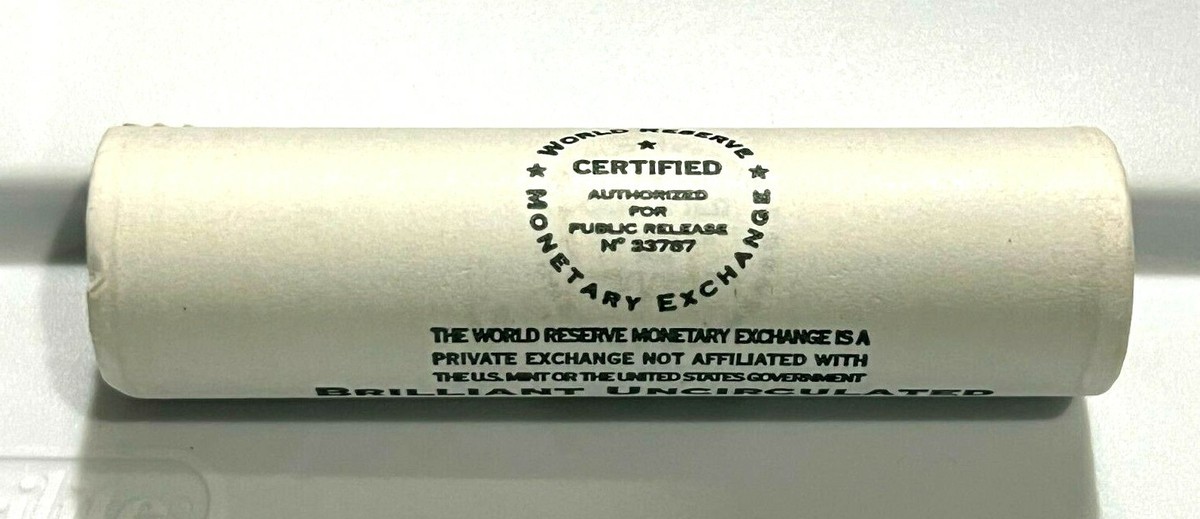 WORLD RESERVE
MONETARY EXCHANGE
CERTIFIED
AUTHORIZED
FOR
PUBLIC RELEASE
Nº 23767
THE WORLD RESERVE MONETARY EXCHANGE IS A
PRIVATE EXCHANGE NOT AFFILIATED WITH
THE U.S. MINT OR THE UNITED STATES GOVERNMENT
BRILLIANT UNCIRCULATED